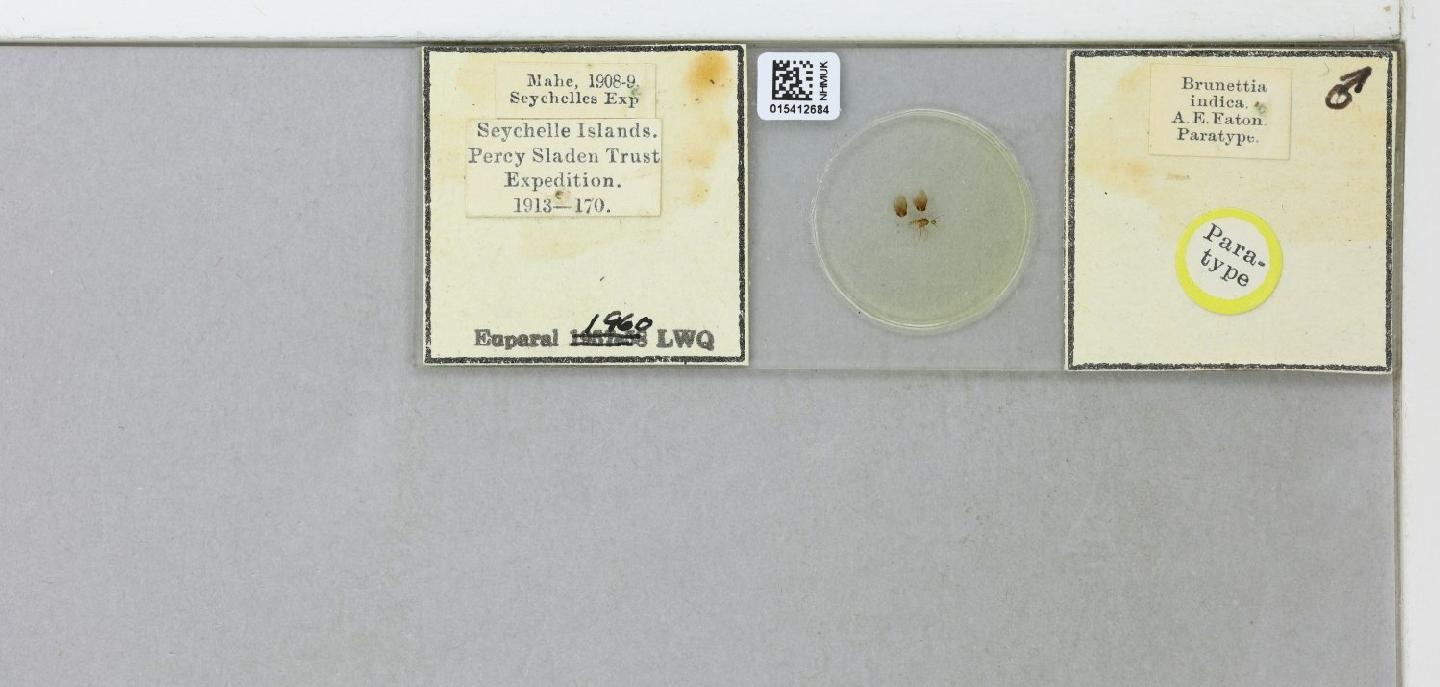 Mahe, 1908-9.
Seychelles Exp
Seychelle Islands.
Percy Sladen Trust
Expedition.
1913—170.
1960
Euparal LWQ
NHMUK
015412684
♂
Brunettia
indica.
A. E. Eaton.
Paratype.
Para-
type